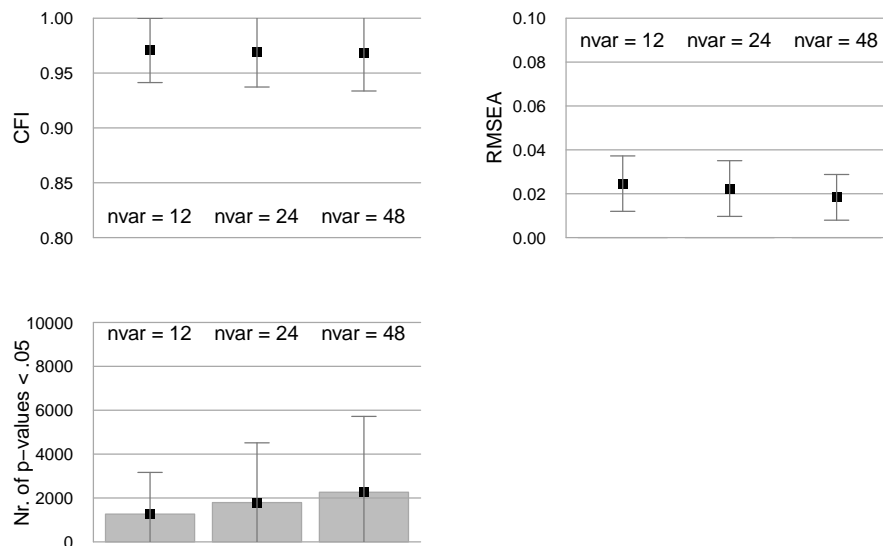 CFI
1.00
0.95
0.90
0.85
0.80
nvar = 12 nvar = 24 nvar = 48
RMSEA
0.10
0.08
0.06
0.04
0.02
0.00
nvar = 12 nvar = 24 nvar = 48
Nr. of p−values < .05
10000
8000
6000
4000
2000
0
nvar = 12 nvar = 24 nvar = 48